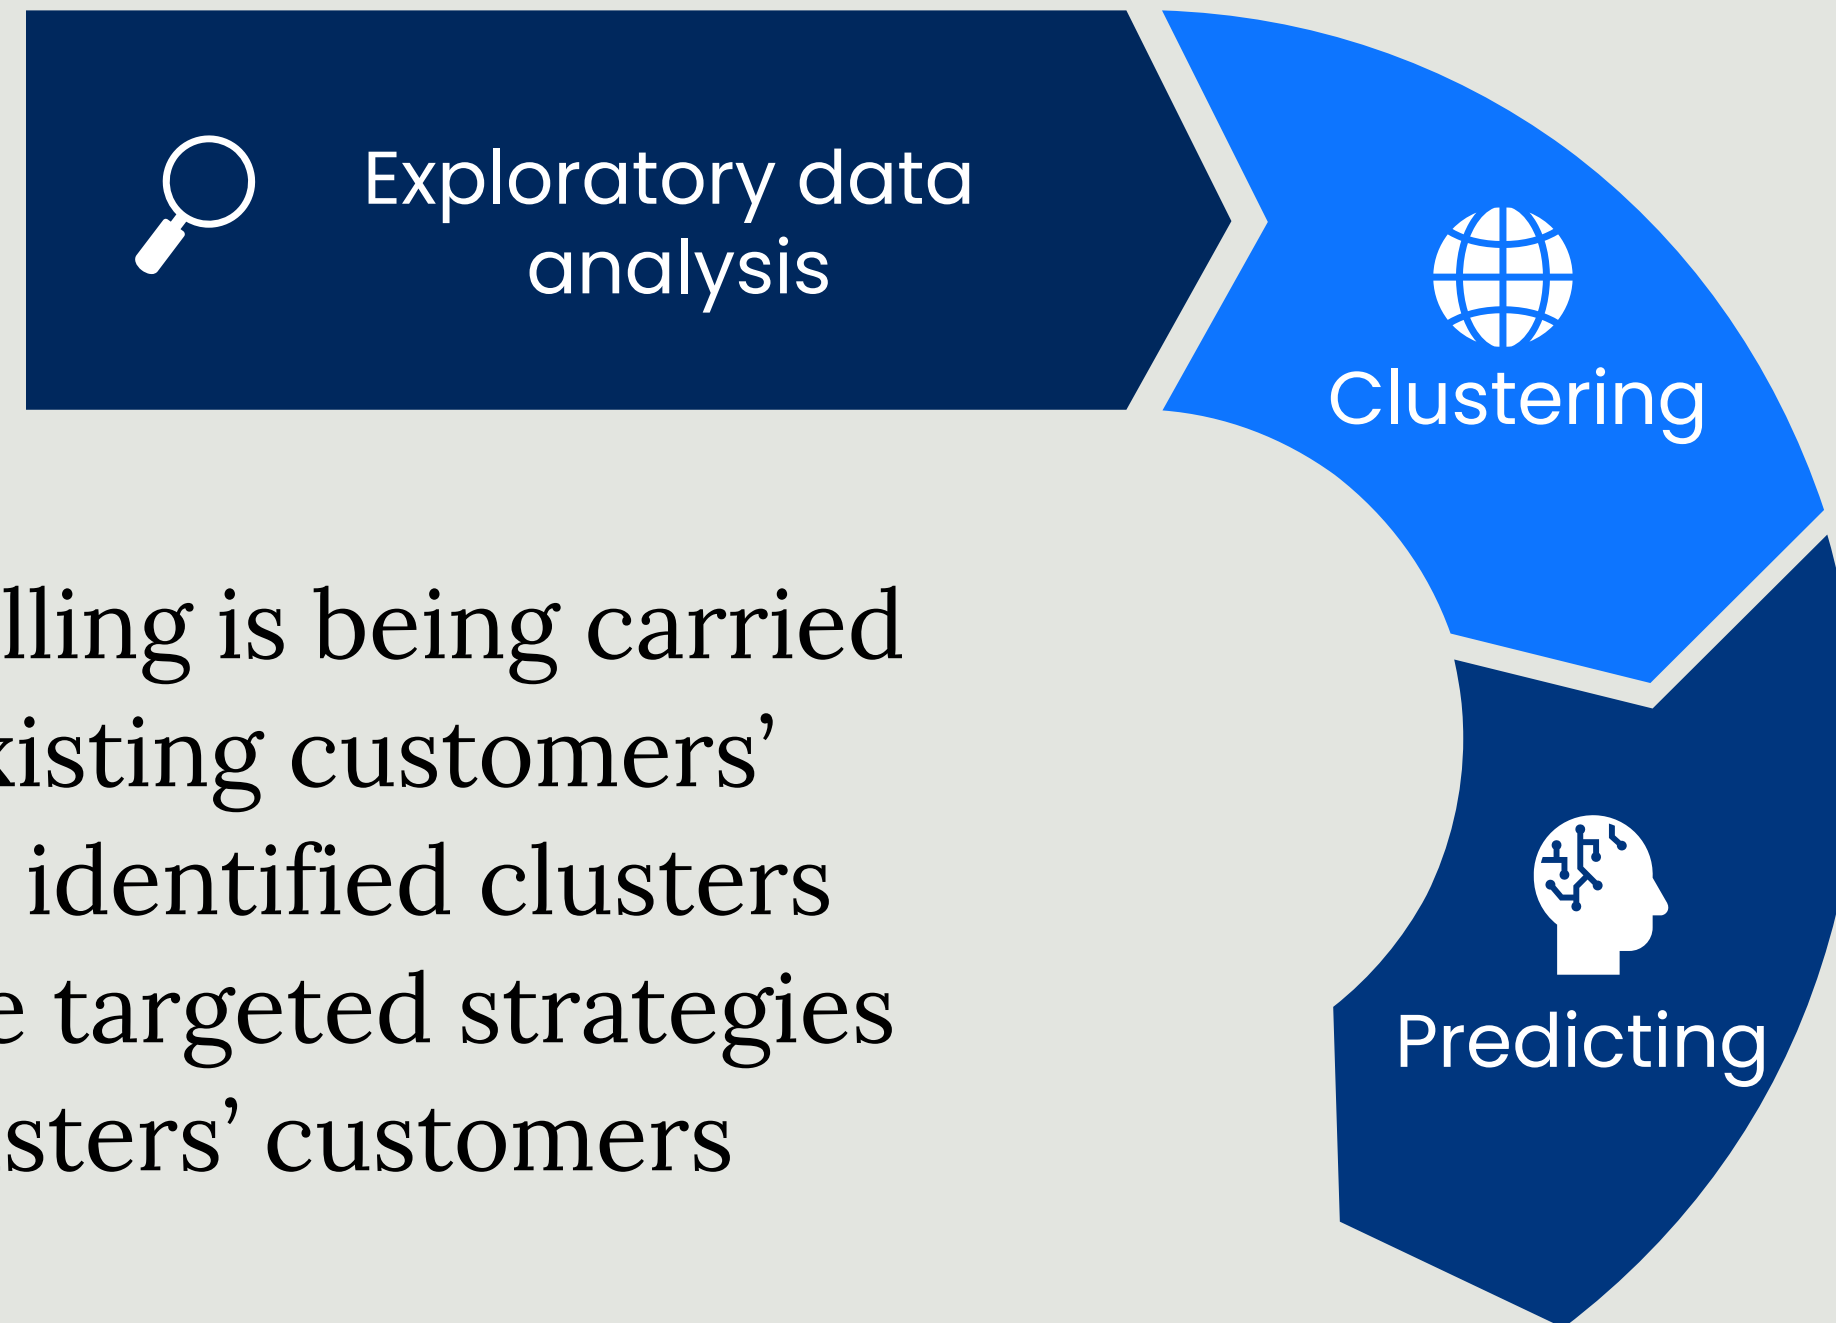 Exploratory data
analysis
Clustering
lling is being carried
xisting customers’
identified clusters
e targeted strategies
sters’ customers
Predicting